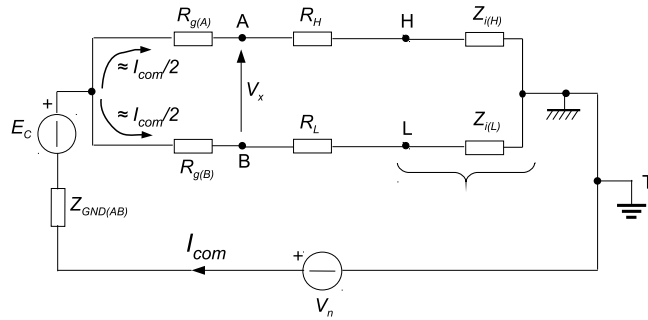 R_g(A) A R_H H Z_i(H)
≈ I_com/2
V_x
≈ I_com/2
+
E_C
R_L L Z_i(L)
R_g(B) B
T
Z_GND(AB)
I_com + V_n